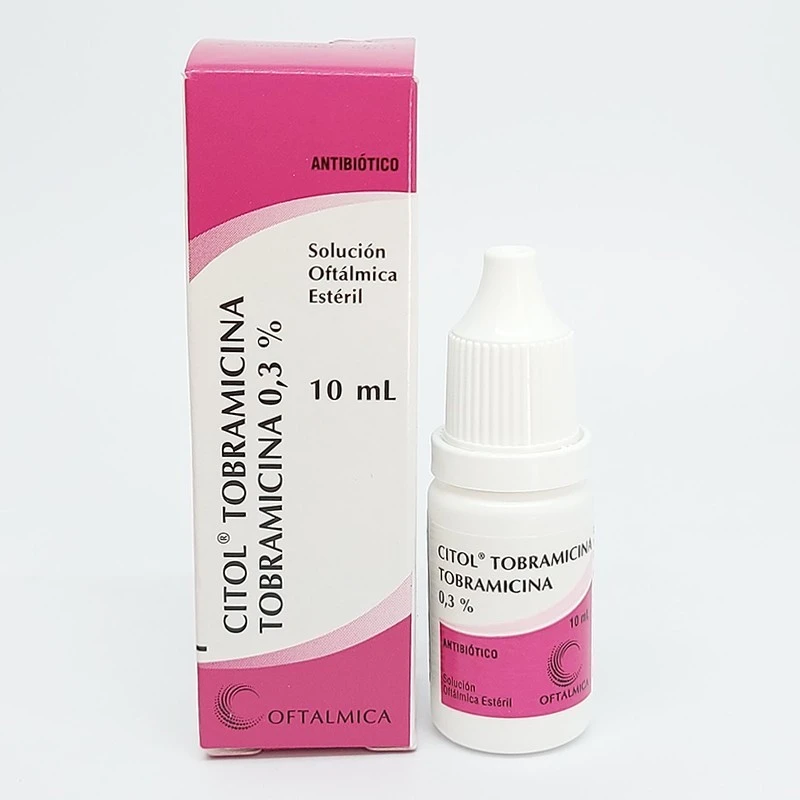 ANTIBIÓTICO
Solución
Oftálmica
Estéril
10 mL
CITOL® TOBRAMICINA
TOBRAMICINA 0,3 %
OFTALMICA
CITOL® TOBRAMICINA
TOBRAMICINA
0,3 %
10 mL
ANTIBIÓTICO
Solución
Oftálmica Estéril
OFTALMICA